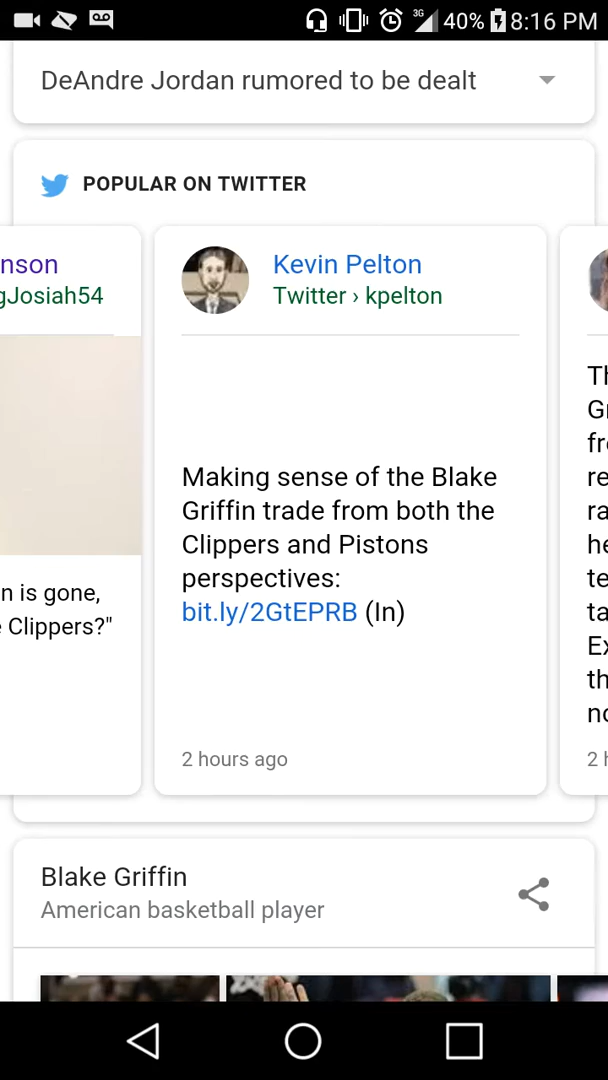 3G 40% 8:16 PM
DeAndre Jordan rumored to be dealt
POPULAR ON TWITTER
nson
gJosiah54
n is gone,
Clippers?"
Kevin Pelton
Twitter › kpelton
Making sense of the Blake
Griffin trade from both the
Clippers and Pistons
perspectives:
bit.ly/2GtEPRB (In)
2 hours ago
Blake Griffin
American basketball player